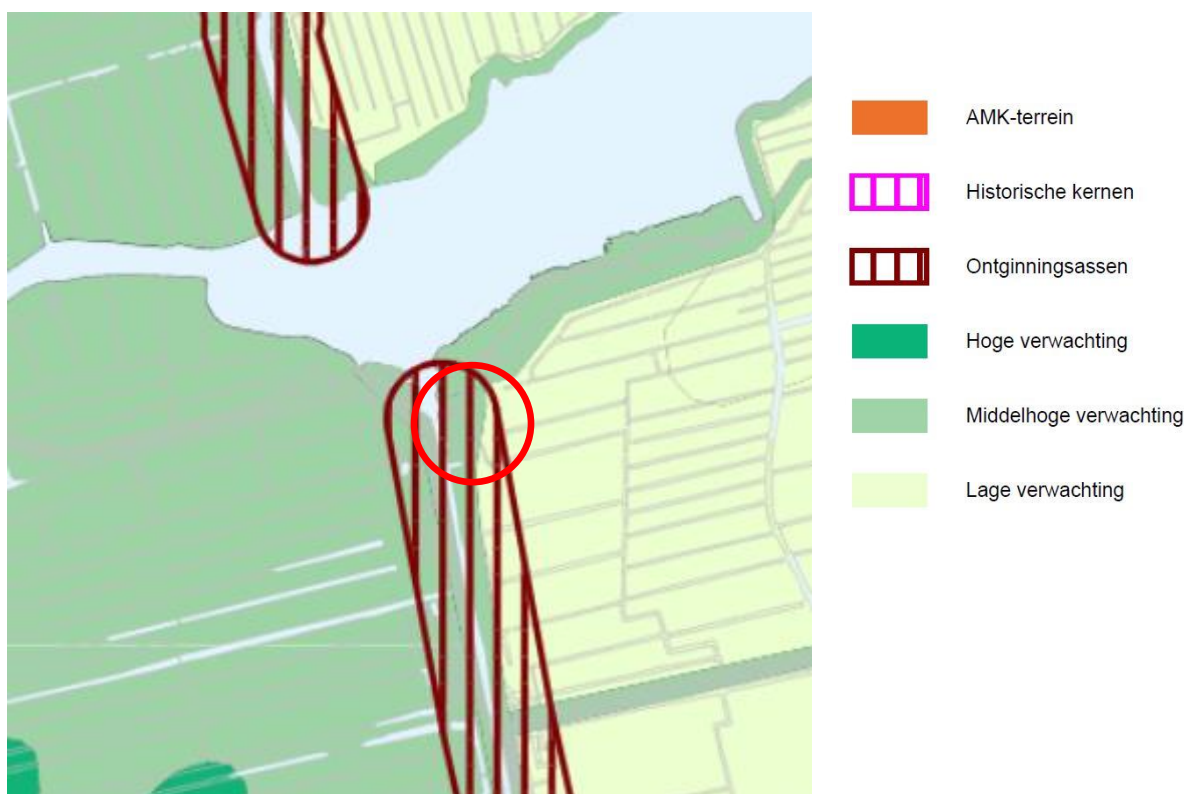 AMK-terrein
Historische kernen
Ontginningsassen
Hoge verwachting
Middelhoge verwachting
Lage verwachting